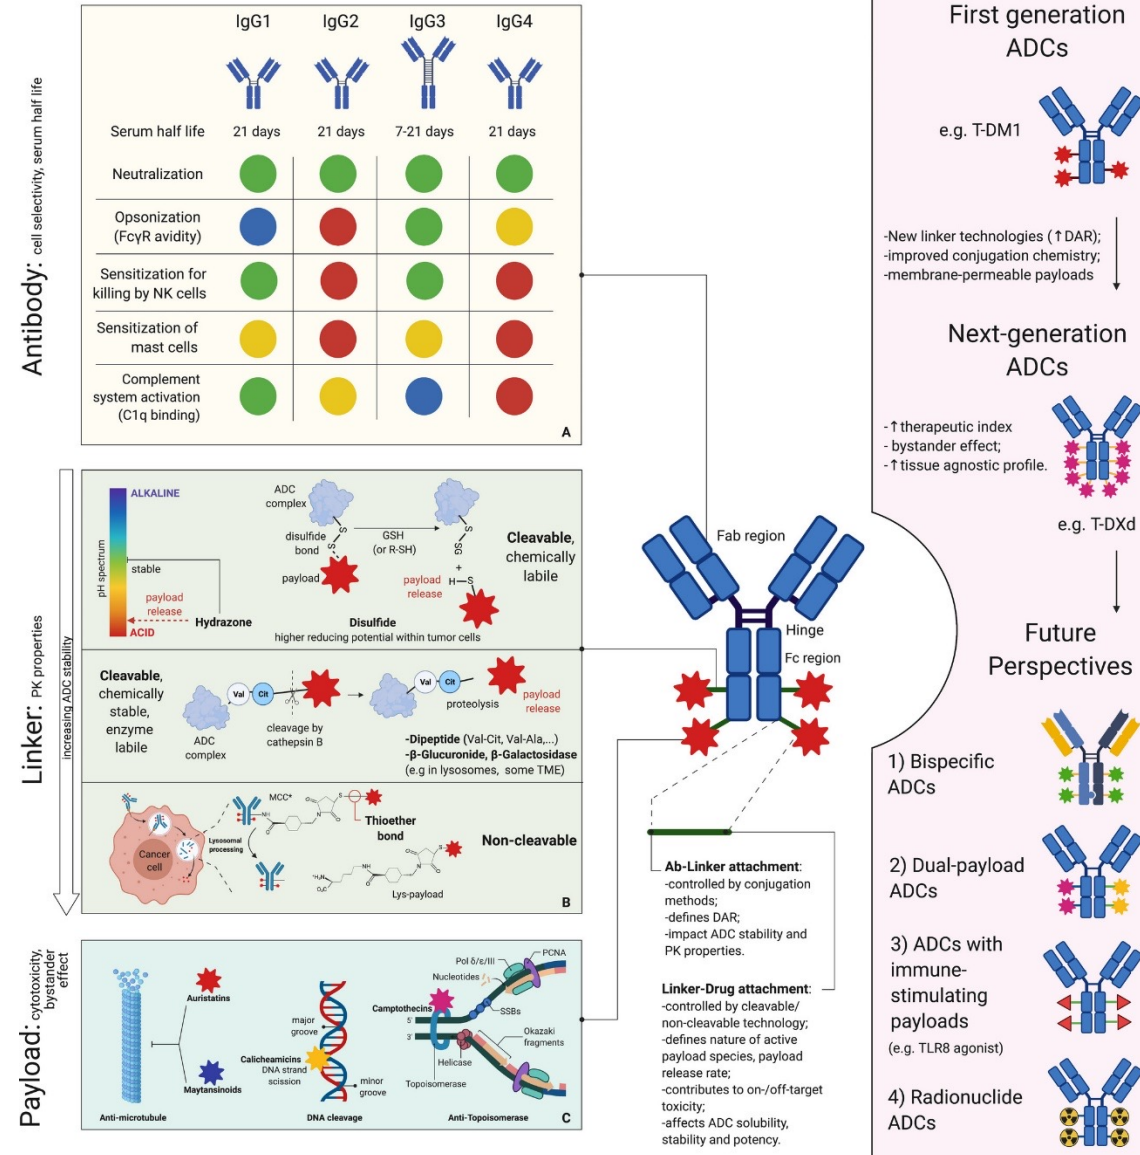 Antibody: cell selectivity, serum half life
IgG1 IgG2 IgG3 IgG4
Serum half life 21 days 21 days 7-21 days 21 days
Neutralization
Opsonization
(FcγR avidity)
Sensitization for
killing by NK cells
Sensitization of
mast cells
Complement
system activation
(C1q binding)
A
Linker: PK properties
increasing ADC stability
ALKALINE
pH spectrum
stable
payload
release
Hydrazone
ACID
ADC
complex
disulfide
bond
payload
S
S
GSH
(or R-SH)
S
SG
+
H–S
payload
release
Disulfide
higher reducing potential within tumor cells
Cleavable,
chemically
labile
Cleavable,
chemically
stable,
enzyme
labile
Val Cit
ADC
complex
cleavage by
cathepsin B
Val Cit
proteolysis
payload
release
-Dipeptide (Val-Cit, Val-Ala,...)
-β-Glucuronide, β-Galactosidase
(e.g in lysosomes, some TME)
Cancer
cell
Lysosomal
processing
MCC*
Thioether
bond
Lys-payload
Non-cleavable
B
Payload: cytotoxicity,
bystander
effect
Auristatins
Maytansinoids
Anti-microtubule
major
groove
Calicheamicins
DNA strand
scission
minor
groove
DNA cleavage
Pol δ/ε/III
PCNA
Nucleotides
Camptothecins
SSBs
5'
3'
Okazaki
fragments
Helicase
Topoisomerase
Anti-Topoisomerase
C
Fab region
Hinge
Fc region
Ab-Linker attachment:
-controlled by conjugation
methods;
-defines DAR;
-impact ADC stability and
PK properties.
Linker-Drug attachment:
-controlled by cleavable/
non-cleavable technology;
-defines nature of active
payload species, payload
release rate;
-contributes to on-/off-target
toxicity;
-affects ADC solubility,
stability and potency.
First generation
ADCs
e.g. T-DM1
-New linker technologies (↑DAR);
-improved conjugation chemistry;
-membrane-permeable payloads
Next-generation
ADCs
-↑therapeutic index
- bystander effect;
-↑tissue agnostic profile.
e.g. T-DXd
Future
Perspectives
1) Bispecific
ADCs
2) Dual-payload
ADCs
3) ADCs with
immune-
stimulating
payloads
(e.g. TLR8 agonist)
4) Radionuclide
ADCs